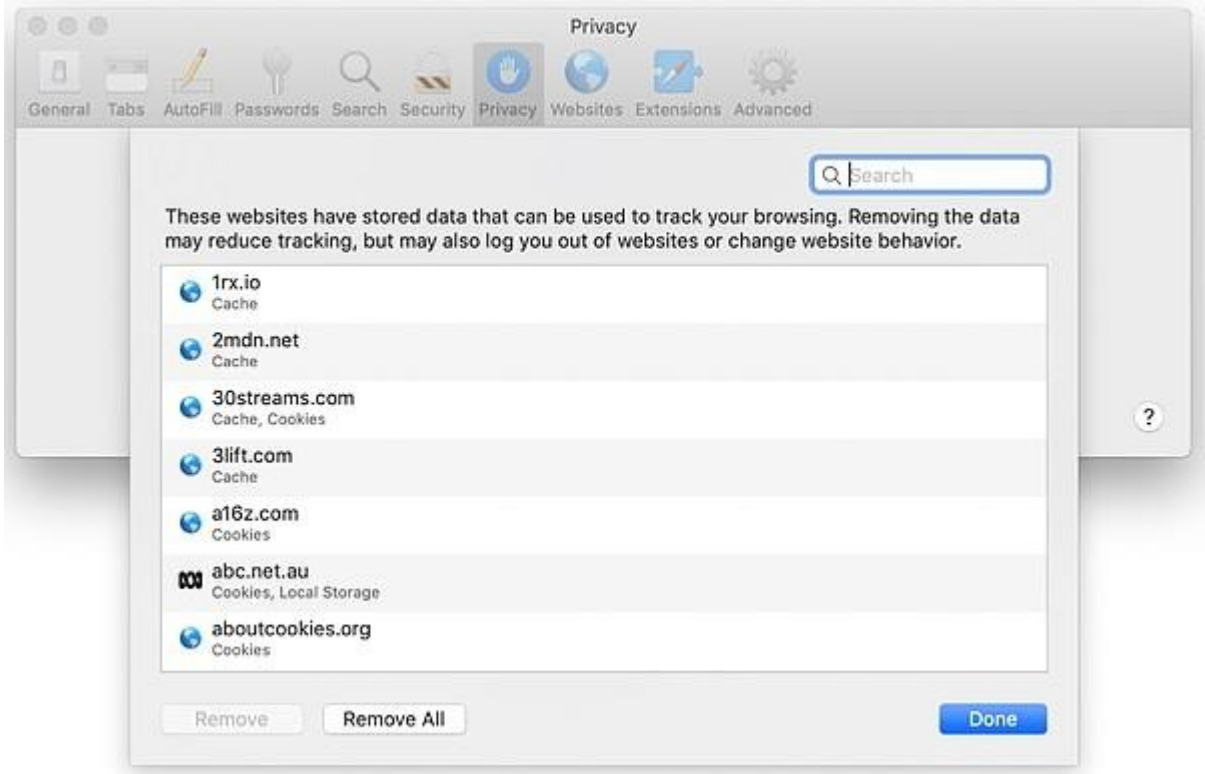 Privacy
General Tabs AutoFill Passwords Search Security Privacy Websites Extensions Advanced
Search
These websites have stored data that can be used to track your browsing. Removing the data
may reduce tracking, but may also log you out of websites or change website behavior.
1rx.io
Cache
2mdn.net
Cache
30streams.com
Cache, Cookies
?
3lift.com
Cache
a16z.com
Cookies
abc.net.au
Cookies, Local Storage
aboutcookies.org
Cookies
Remove Remove All Done